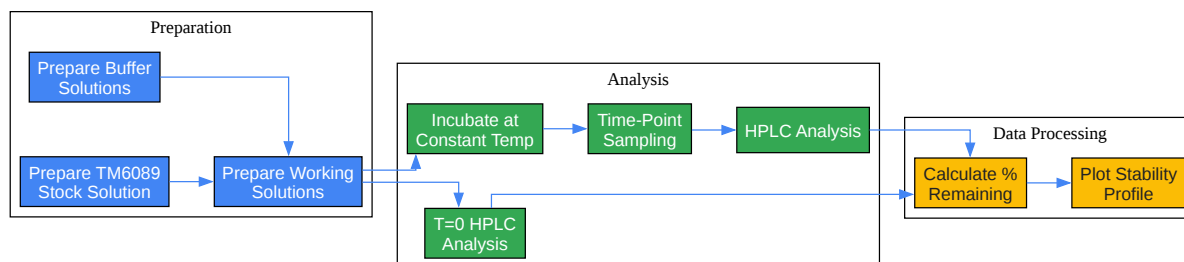 Preparation
Prepare Buffer
Solutions
Prepare TM6089
Stock Solution
Prepare Working
Solutions
Analysis
Incubate at
Constant Temp
Time-Point
Sampling
HPLC Analysis
T=0 HPLC
Analysis
Data Processing
Calculate %
Remaining
Plot Stability
Profile